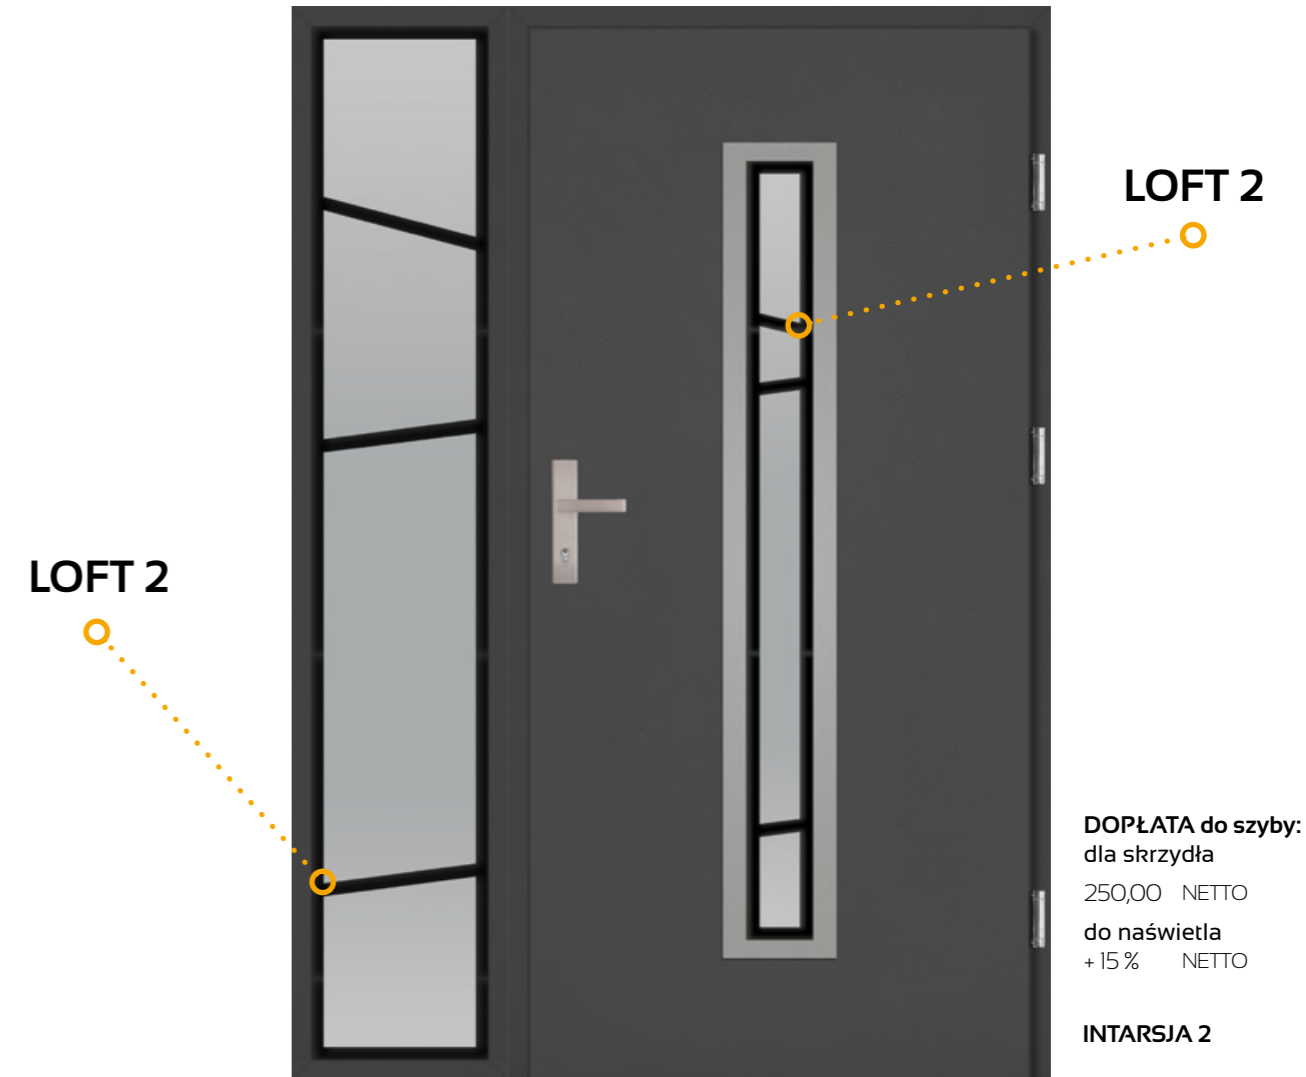 LOFT 2
LOFT 2
DOPŁATA do szyby:
dla skrzydła
250,00 NETTO
do naświetla
+ 15 % NETTO
INTARSJA 2